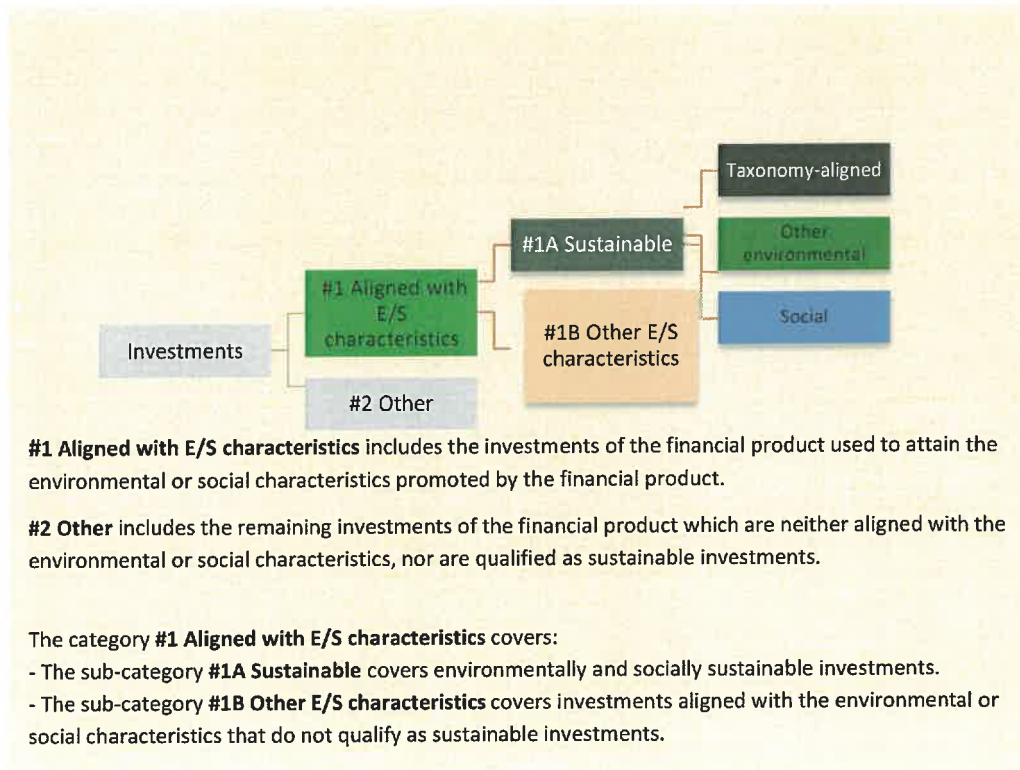 Taxonomy-aligned
#1A Sustainable
Other
environmental
#1 Aligned with
E/S
characteristics
Social
#1B Other E/S
characteristics
Investments
#2 Other
#1 Aligned with E/S characteristics includes the investments of the financial product used to attain the
environmental or social characteristics promoted by the financial product.
#2 Other includes the remaining investments of the financial product which are neither aligned with the
environmental or social characteristics, nor are qualified as sustainable investments.
The category #1 Aligned with E/S characteristics covers:
- The sub-category #1A Sustainable covers environmentally and socially sustainable investments.
- The sub-category #1B Other E/S characteristics covers investments aligned with the environmental or
social characteristics that do not qualify as sustainable investments.